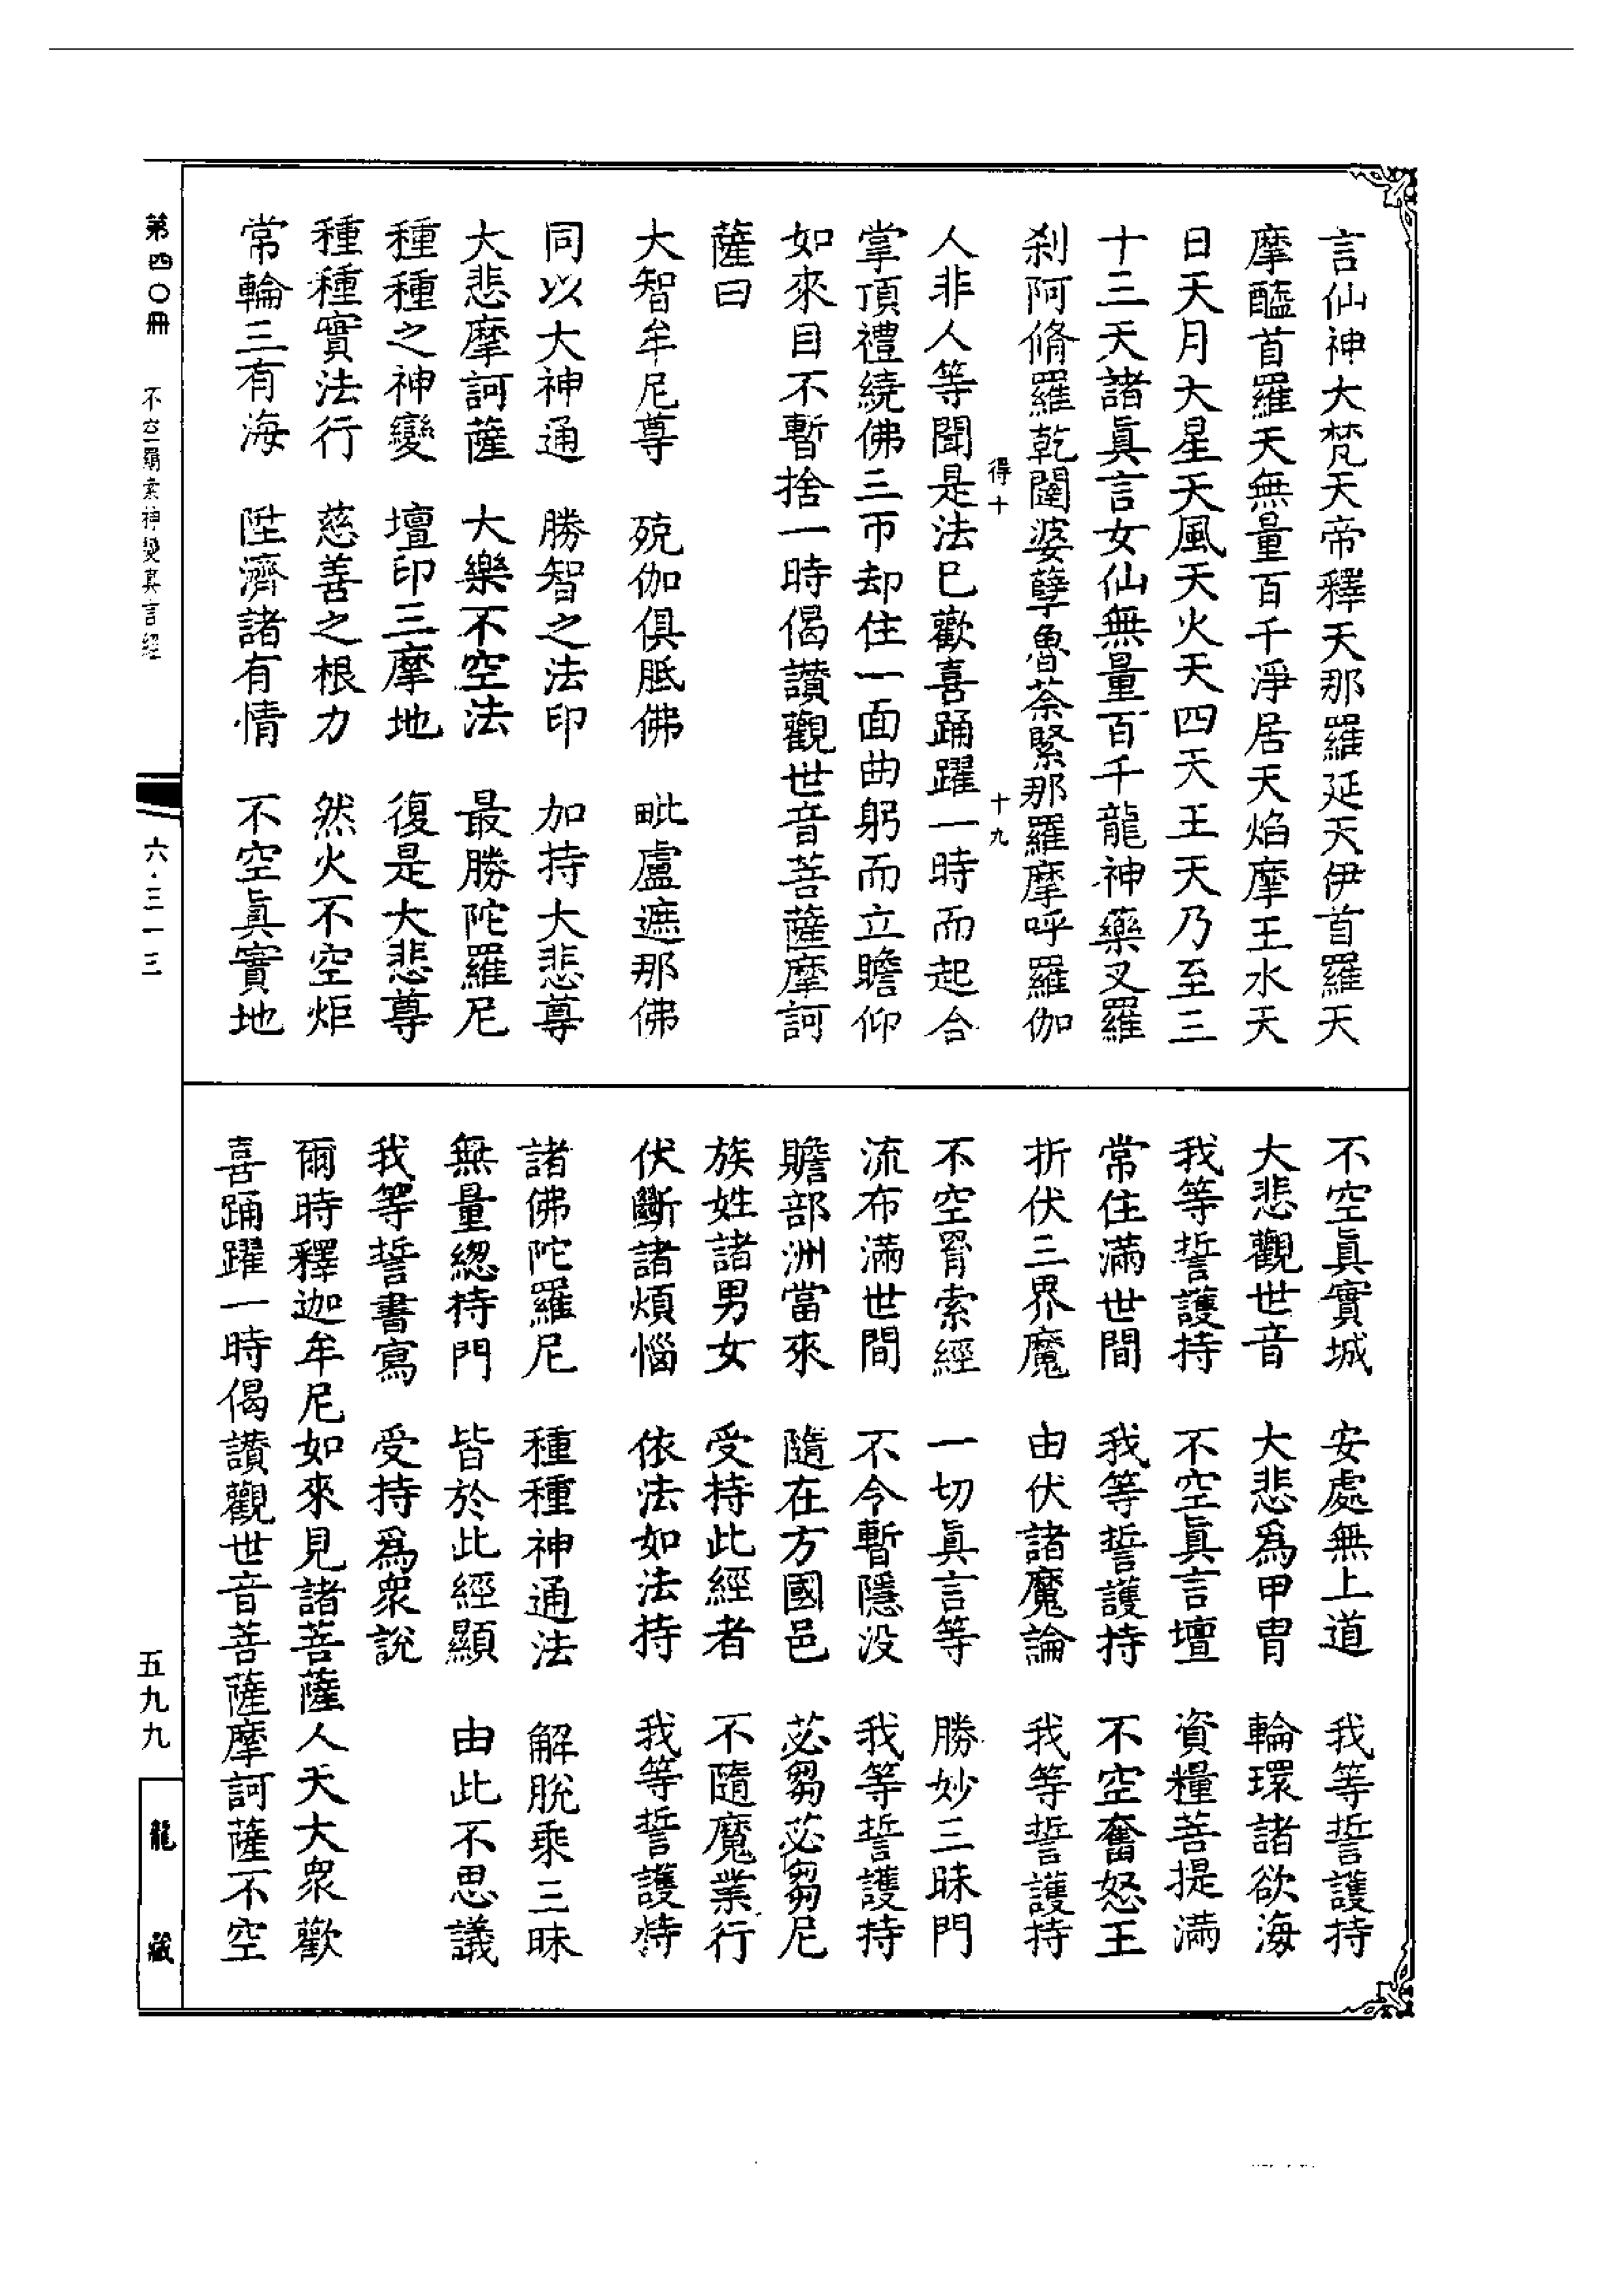 言仙神大梵天帝釋天那羅延天伊首羅天
摩醯首羅天無量百千淨居天焰摩王水天
日天月天星天風天火天四天王天乃至三
十三天諸眞言女仙無量百千龍神藥叉羅
刹阿脩羅乾闥婆孽魯荼緊那羅摩呼羅伽
得十 十九
人非人等聞是法已歡喜踊躍一時而起合
掌頂禮繞佛三帀却住一面曲躬而立瞻仰
如來目不暫捨一時偈讃觀世音菩薩摩訶
薩曰
大智牟尼尊 殑伽俱胝佛 毗盧遮那佛
同以大神通 勝智之法印 加持大悲尊
大悲摩訶薩 大樂不空法 最勝陀羅尼
種種之神變 壇印三摩地 復是大悲尊
種種實法行 慈善之根力 然火不空炬
常輪三有海 陞濟諸有情 不空眞實地
不空眞實城 安處無上道 我等誓護持
大悲觀世音 大悲爲甲冑 輪環諸欲海
我等誓護持 不空眞言壇 資糧菩提滿
常住滿世間 我等誓護持 不空奮怒王
折伏三界魔 由伏諸魔論 我等誓護持
不空罥索經 一切眞言等 勝妙三昧門
流布滿世間 不令暫隱没 我等誓護持
贍部洲當來 隨在方國邑 苾芻苾芻尼
族姓諸男女 受持此經者 不隨魔業行
伏斷諸煩惱 依法如法持 我等誓護持
諸佛陀羅尼 種種神通法 解脫乘三昧
無量緫持門 皆於此經顯 由此不思議
我等誓書寫 受持爲衆說
爾時釋迦牟尼如來見諸菩薩人天大衆歡
喜踊躍一時偈讃觀世音菩薩摩訶薩不空
第四〇冊 不空罥索神變眞言經 六·三一三 五九九 龍藏